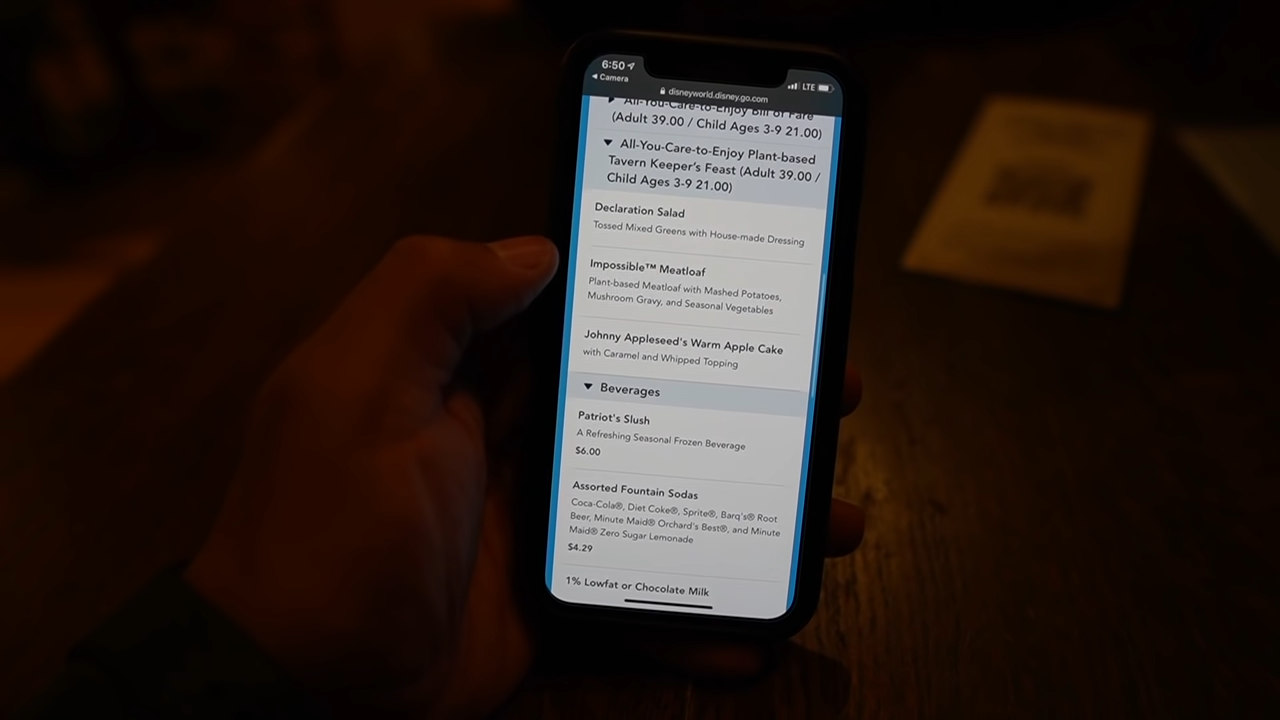 6:50
LTE
◀ Camera
disneyworld.disney.go.com
▶ All-You-Care-to-Enjoy Bill of Fare
(Adult 39.00 / Child Ages 3-9 21.00)
▼ All-You-Care-to-Enjoy Plant-based
Tavern Keeper's Feast (Adult 39.00 /
Child Ages 3-9 21.00)
Declaration Salad
Tossed Mixed Greens with House-made Dressing
Impossible™ Meatloaf
Plant-based Meatloaf with Mashed Potatoes,
Mushroom Gravy, and Seasonal Vegetables
Johnny Appleseed's Warm Apple Cake
with Caramel and Whipped Topping
▼ Beverages
Patriot's Slush
A Refreshing Seasonal Frozen Beverage
$6.00
Assorted Fountain Sodas
Coca-Cola®, Diet Coke®, Sprite®, Barq's® Root
Beer, Minute Maid® Orchard's Best®, and Minute
Maid® Zero Sugar Lemonade
$4.29
1% Lowfat or Chocolate Milk